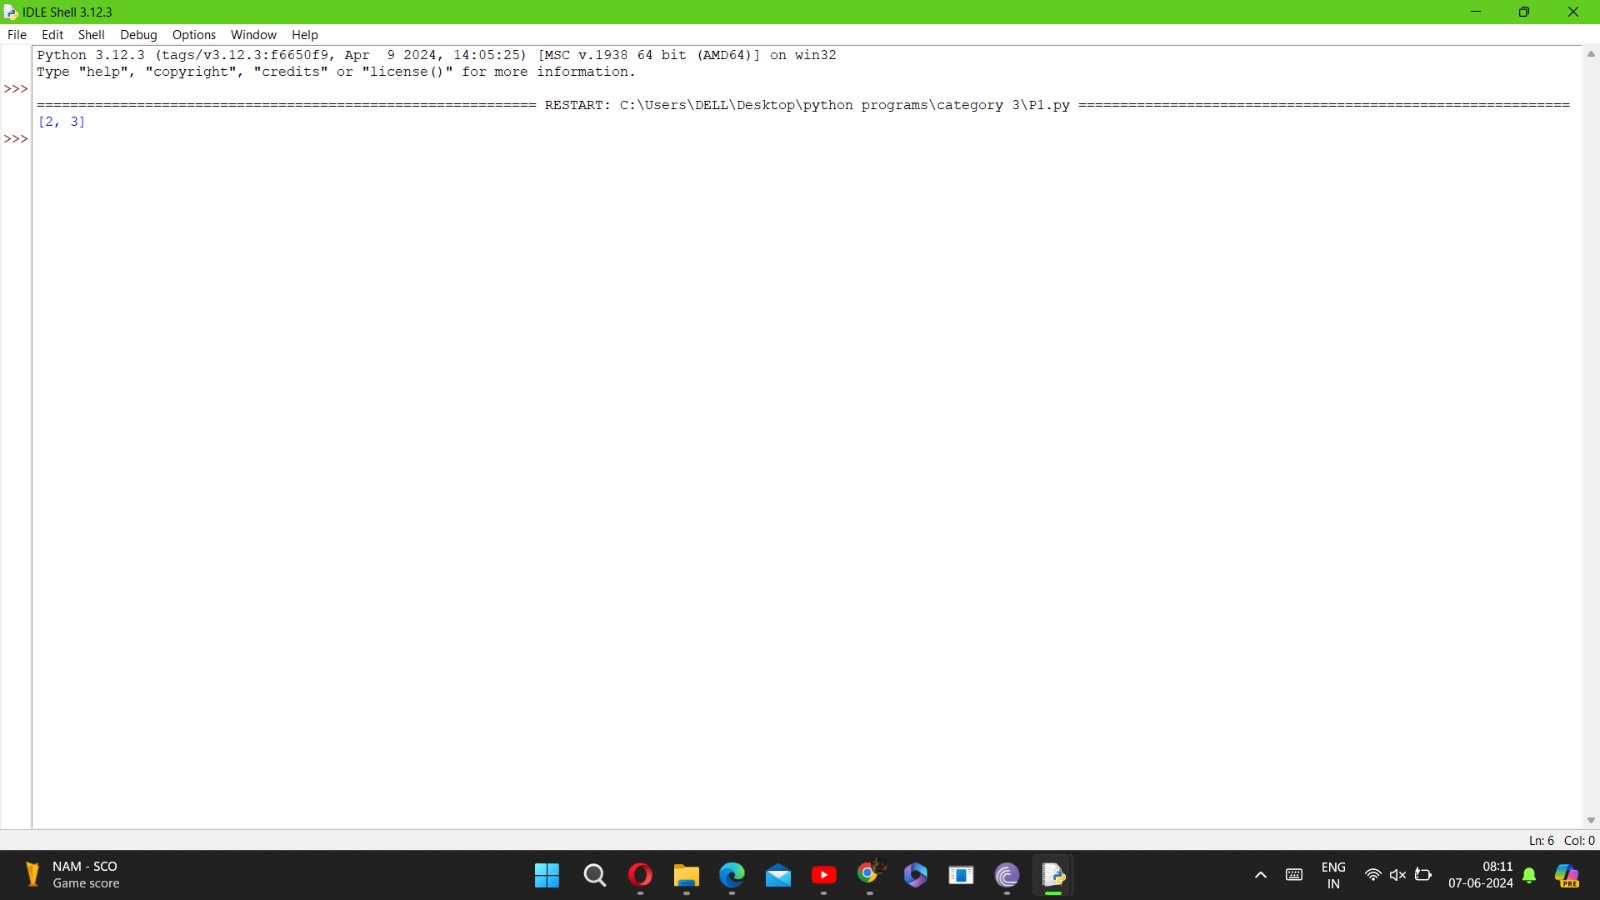 IDLE Shell 3.12.3
File Edit Shell Debug Options Window Help
Python 3.12.3 (tags/v3.12.3:f6650f9, Apr  9 2024, 14:05:25) [MSC v.1938 64 bit (AMD64)] on win32
Type "help", "copyright", "credits" or "license()" for more information.
>>>
============================================================ RESTART: C:\Users\DELL\Desktop\python programs\category 3\P1.py ===========================================================
[2, 3]
>>>
Ln: 6 Col: 0
NAM - SCO
Game score
ENG
IN
08:11
07-06-2024
PRE